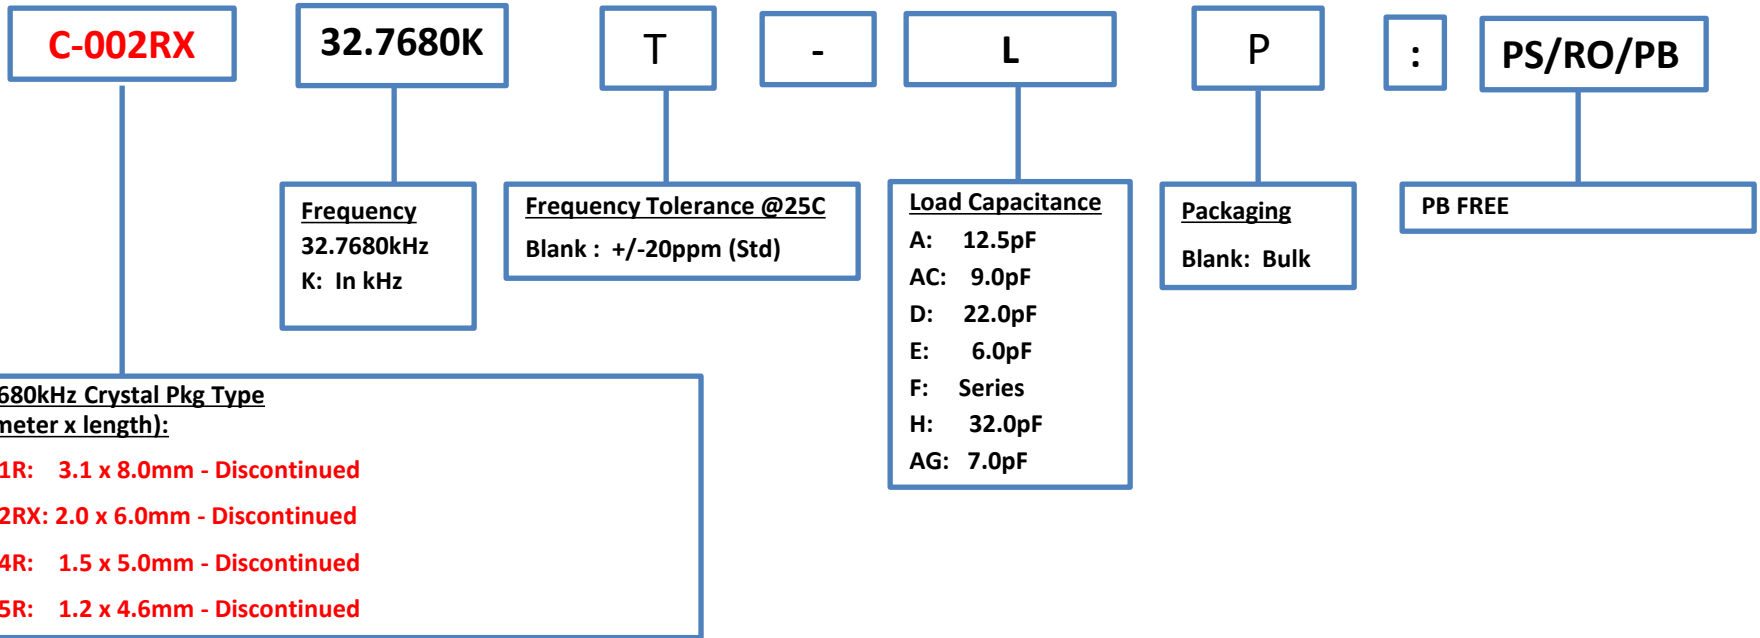 C-002RX
32.7680K
T
-
L
P
:
PS/RO/PB
Frequency
32.7680kHz
K: In kHz
Frequency Tolerance @25C
Blank : +/-20ppm (Std)
Load Capacitance
A: 12.5pF
AC: 9.0pF
D: 22.0pF
E: 6.0pF
F: Series
H: 32.0pF
AG: 7.0pF
Packaging
Blank: Bulk
PB FREE
680kHz Crystal Pkg Type
meter x length):
1R: 3.1 x 8.0mm - Discontinued
2RX: 2.0 x 6.0mm - Discontinued
4R: 1.5 x 5.0mm - Discontinued
5R: 1.2 x 4.6mm - Discontinued